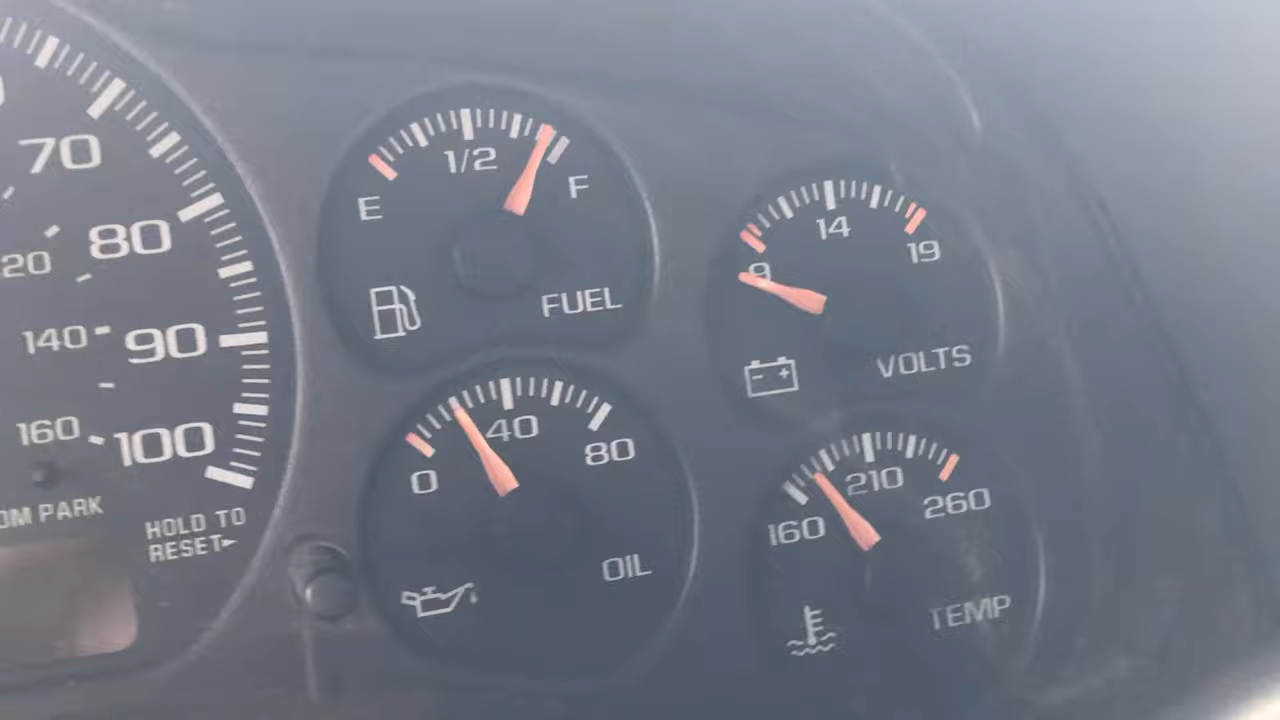 70
80
90
100
120
140
160
OM PARK
HOLD TO
RESET
E
1/2
F
FUEL
0
40
80
OIL
9
14
19
- +
VOLTS
160
210
260
TEMP